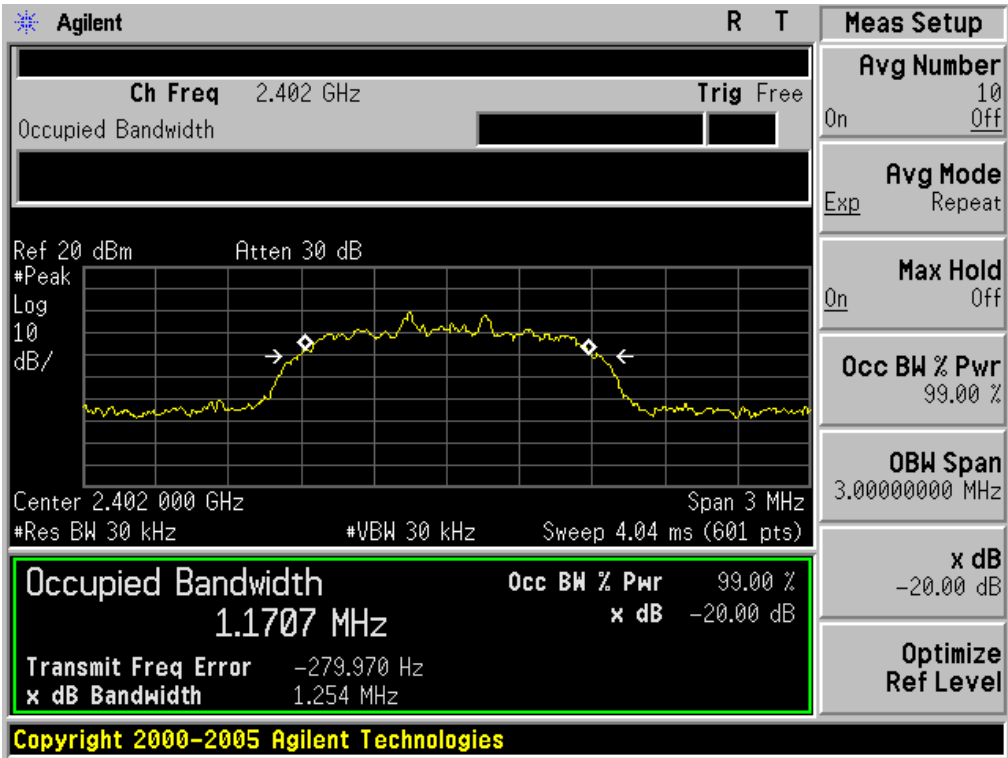 Agilent R T
Ch Freq 2.402 GHz Trig Free
Occupied Bandwidth
Ref 20 dBm Atten 30 dB
#Peak
Log
10
dB/
Center 2.402 000 GHz Span 3 MHz
#Res BW 30 kHz #VBW 30 kHz Sweep 4.04 ms (601 pts)
Occupied Bandwidth Occ BW % Pwr 99.00 %
1.1707 MHz x dB -20.00 dB
Transmit Freq Error -279.970 Hz
x dB Bandwidth 1.254 MHz
Copyright 2000-2005 Agilent Technologies
Meas Setup
Avg Number
10
On Off
Avg Mode
Exp Repeat
Max Hold
On Off
Occ BW % Pwr
99.00 %
OBW Span
3.00000000 MHz
x dB
-20.00 dB
Optimize
Ref Level